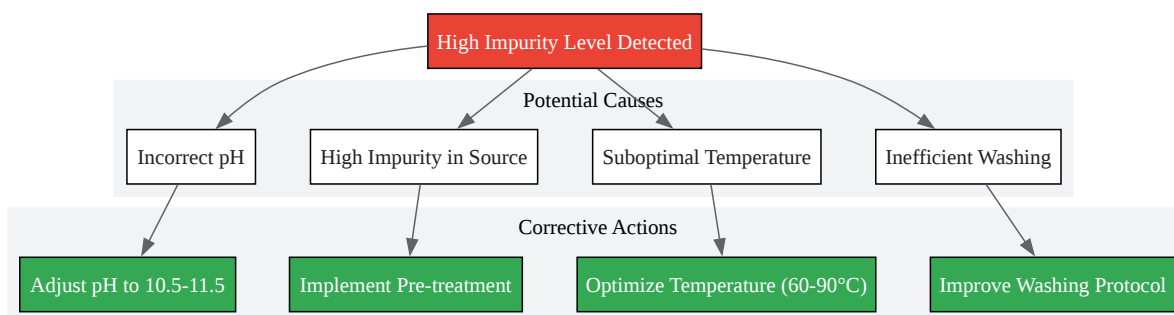 High Impurity Level Detected
Potential Causes
Incorrect pH
High Impurity in Source
Suboptimal Temperature
Inefficient Washing
Corrective Actions
Adjust pH to 10.5-11.5
Implement Pre-treatment
Optimize Temperature (60-90°C)
Improve Washing Protocol